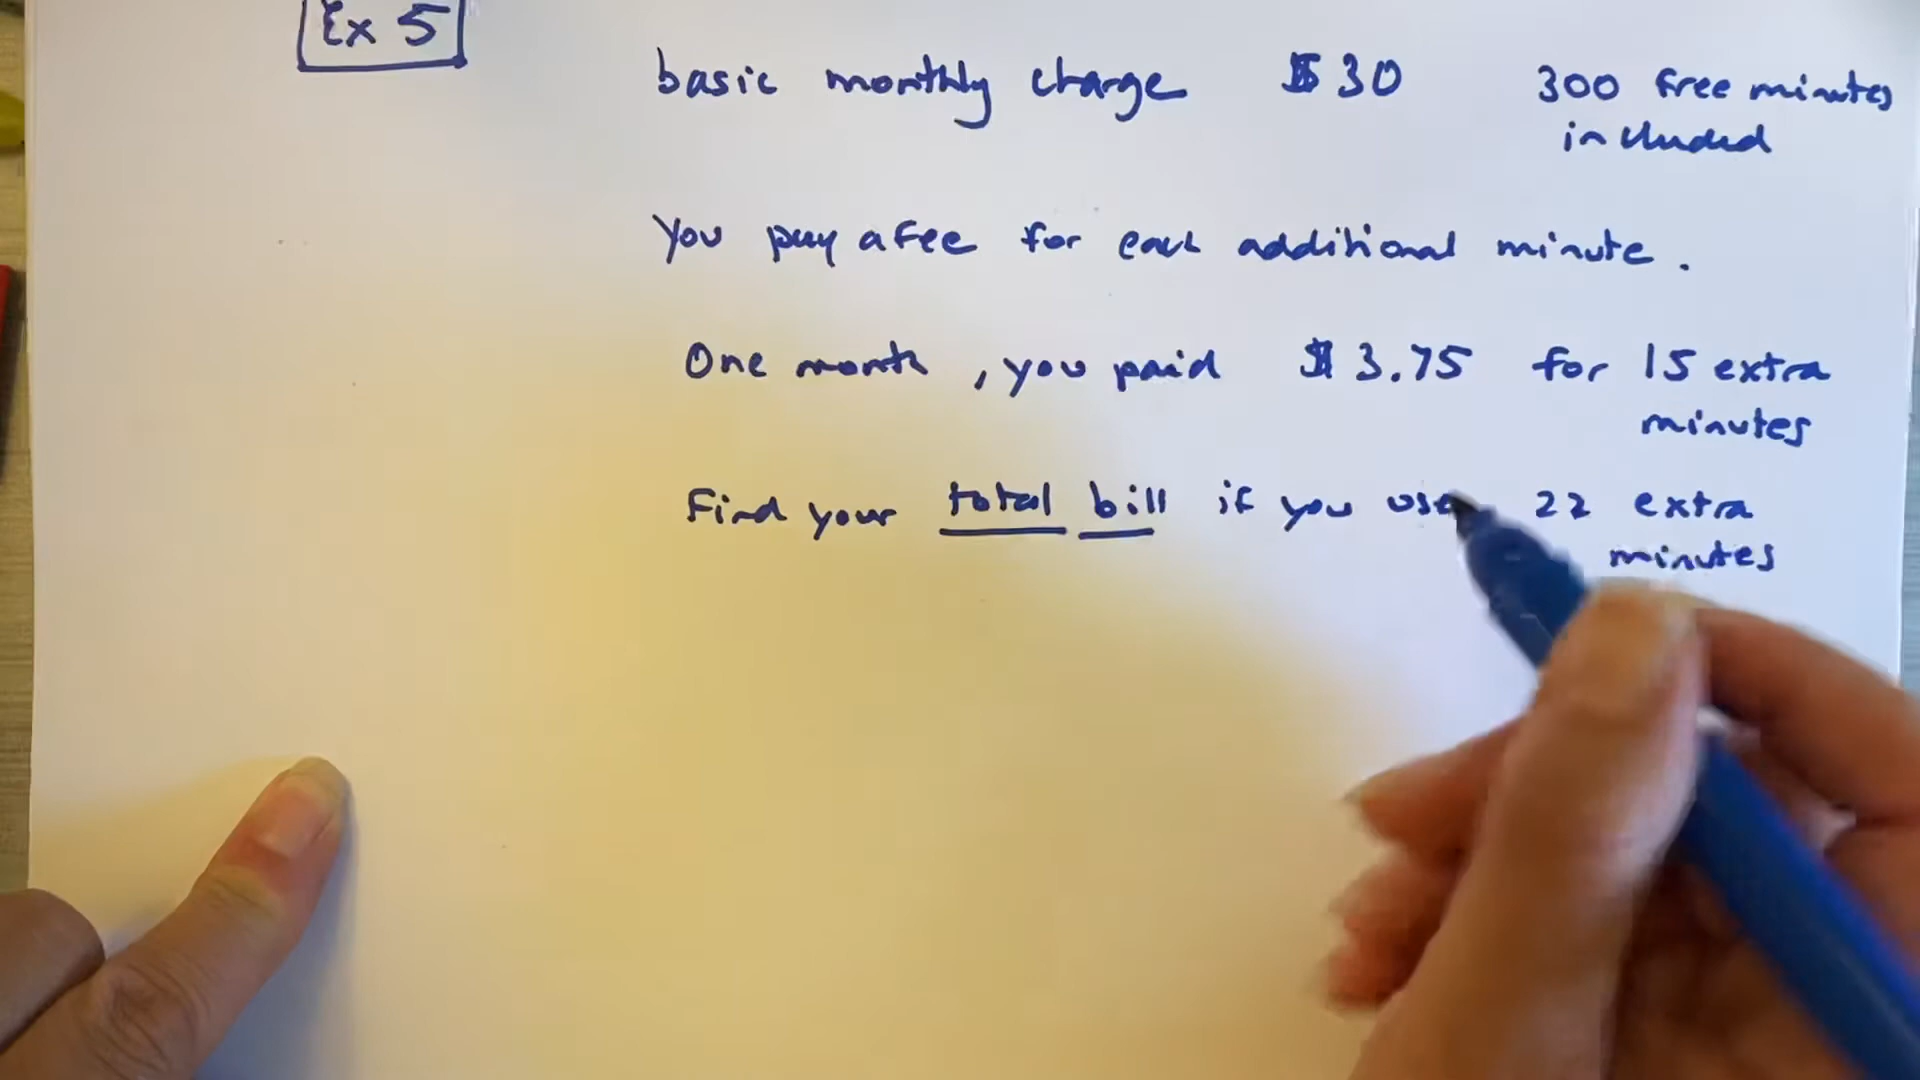 Ex 5
basic monthly charge $30 300 free minutes
included
You pay a fee for each additional minute.
One month, you paid $3.75 for 15 extra
minutes
Find your total bill if you use 22 extra
minutes